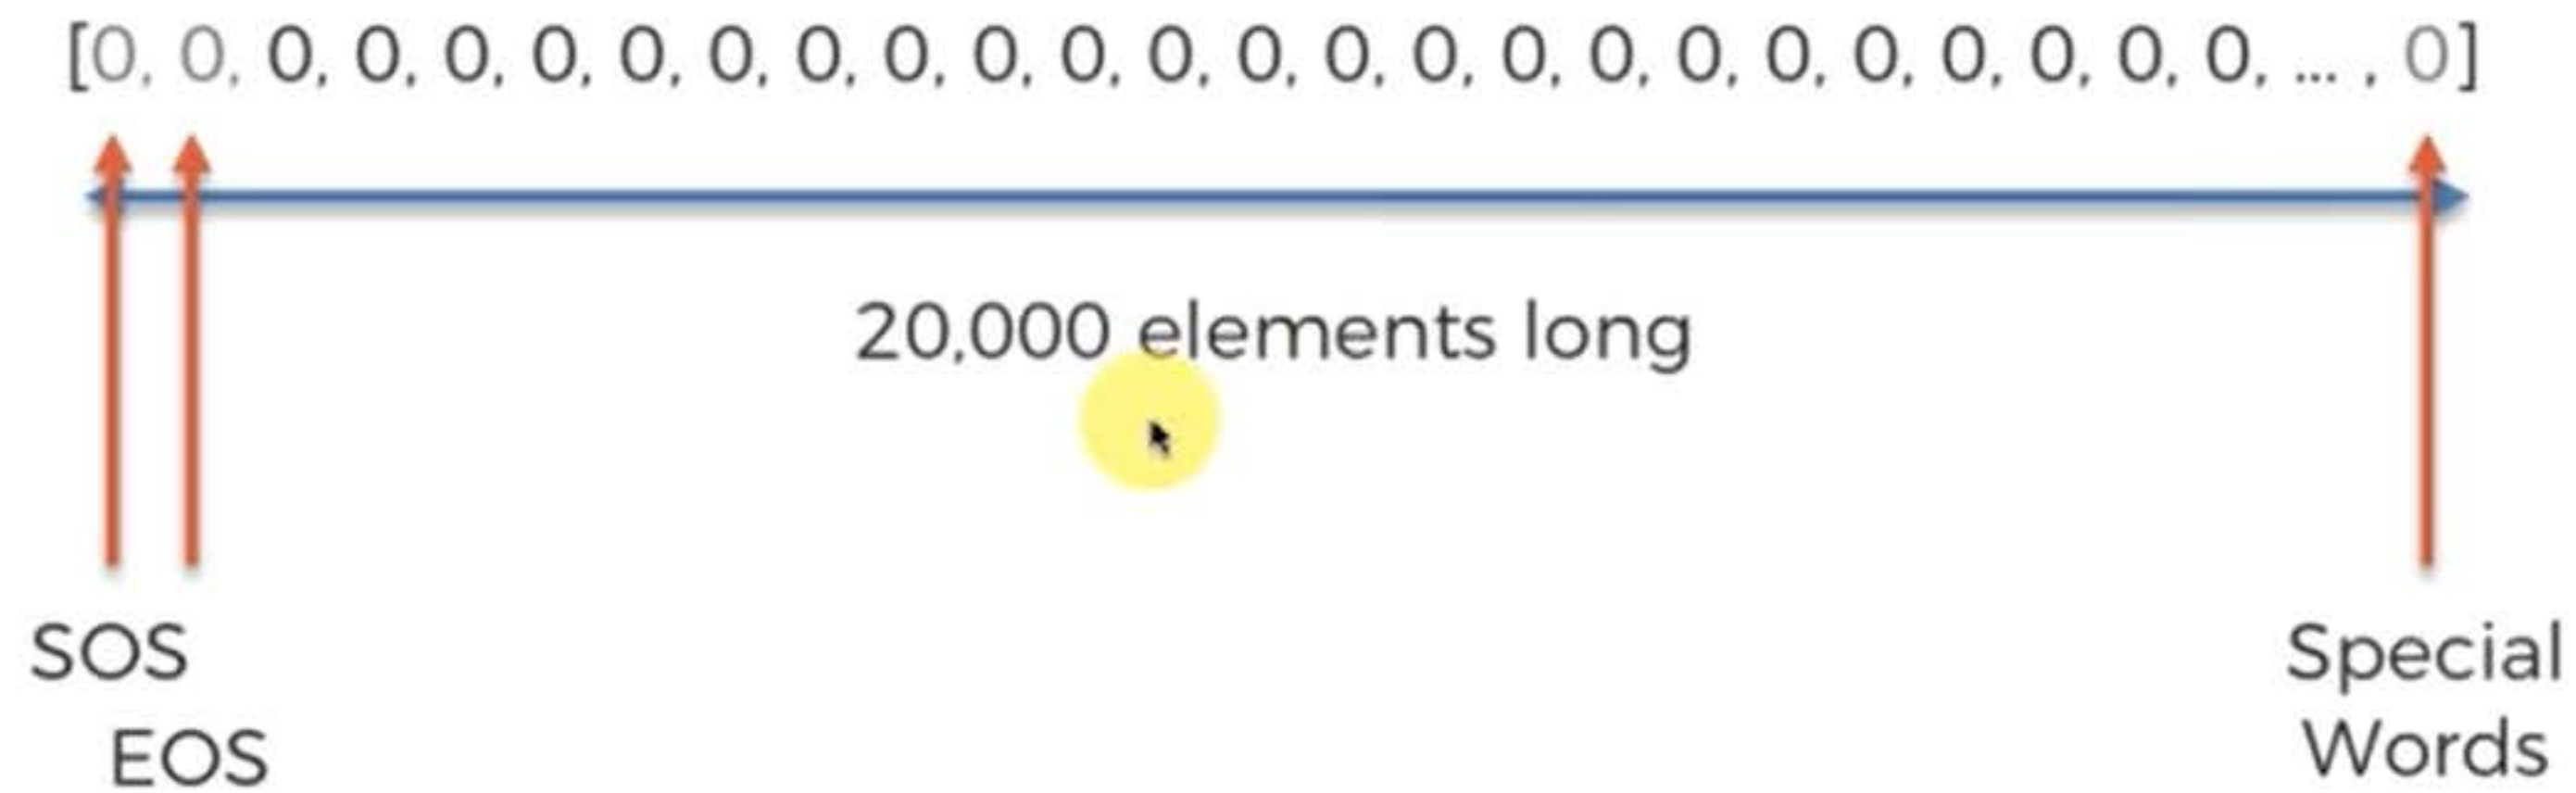 [0, 0, 0, 0, 0, 0, 0, 0, 0, 0, 0, 0, 0, 0, 0, 0, 0, 0, 0, 0, 0, 0, 0, 0, 0, ... , 0]
20,000 elements long
SOS
EOS
Special
Words